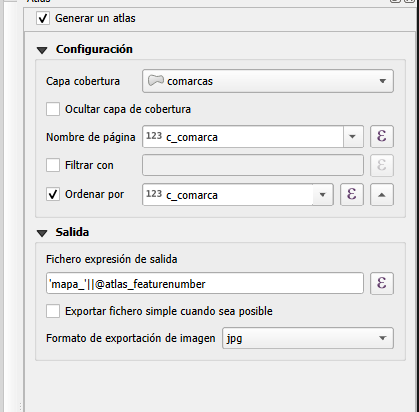 Generar un atlas
Configuración
Capa cobertura comarcas
Ocultar capa de cobertura
Nombre de página 123 c_comarca ε
Filtrar con ε
Ordenar por 123 c_comarca ε
Salida
Fichero expresión de salida
'mapa_'||@atlas_featurenumber ε
Exportar fichero simple cuando sea posible
Formato de exportación de imagen jpg